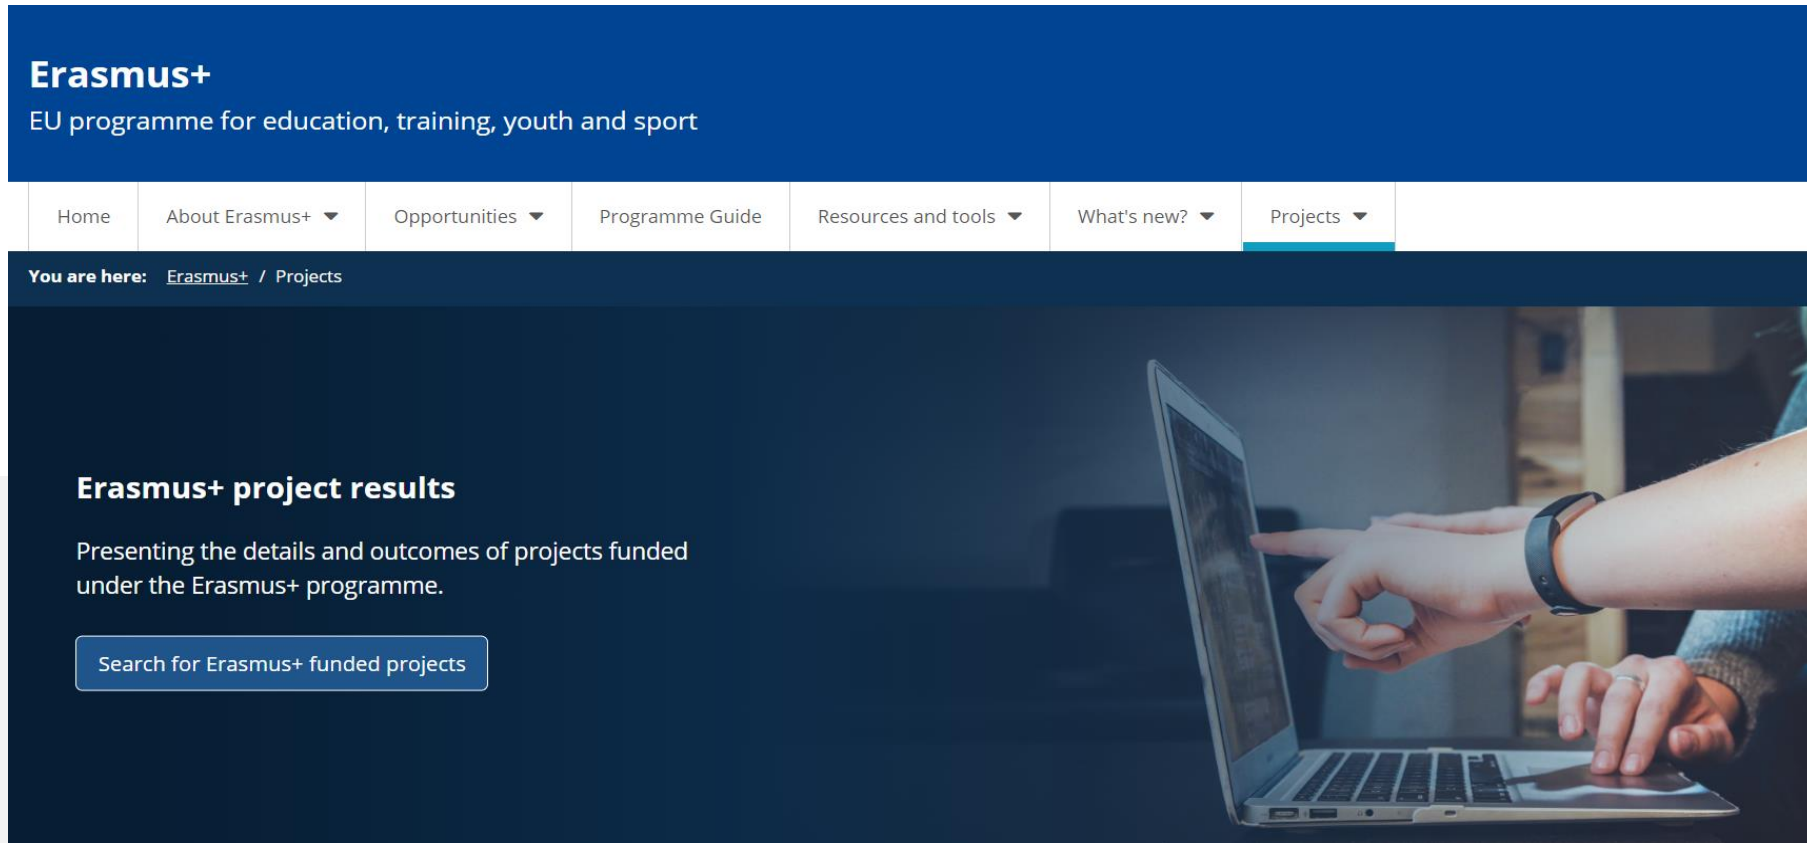 Erasmus+
EU programme for education, training, youth and sport
Home About Erasmus+ Opportunities Programme Guide Resources and tools What's new? Projects
You are here: Erasmus+ / Projects
Erasmus+ project results
Presenting the details and outcomes of projects funded
under the Erasmus+ programme.
Search for Erasmus+ funded projects